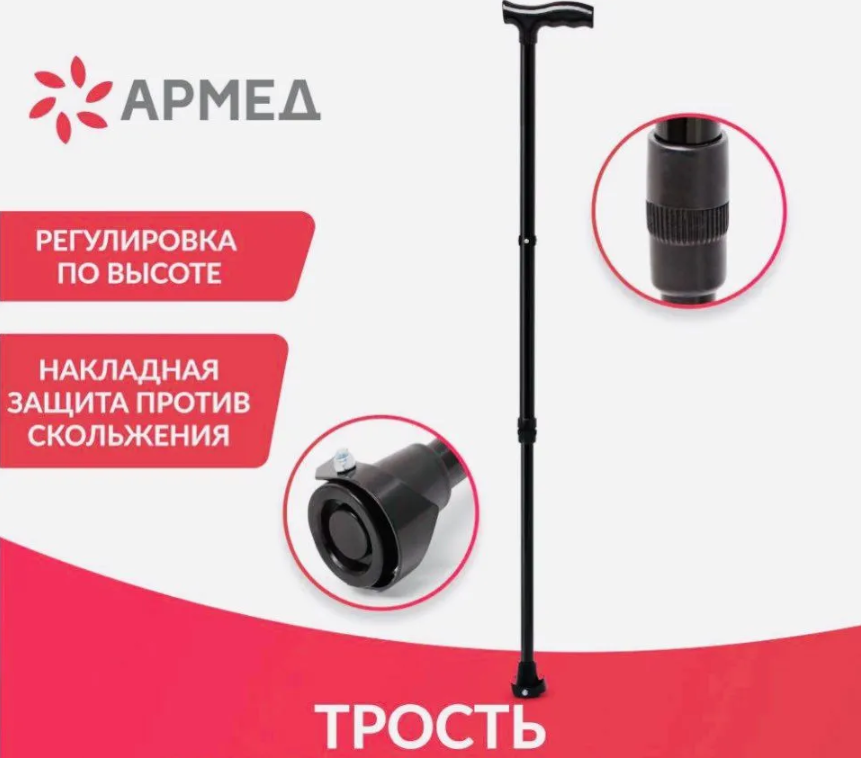 АРМЕД
РЕГУЛИРОВКА
ПО ВЫСОТЕ
НАКЛАДНАЯ
ЗАЩИТА ПРОТИВ
СКОЛЬЖЕНИЯ
ТРОСТЬ